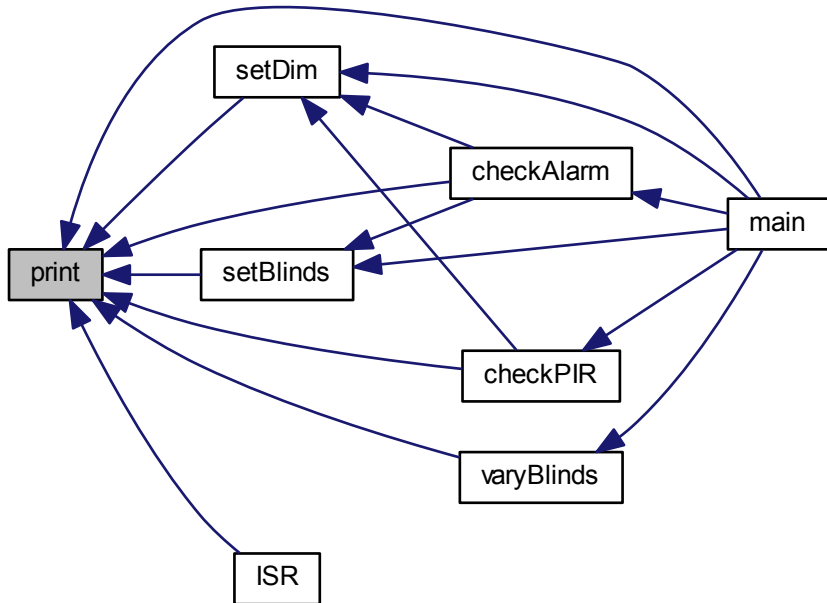 setDim
checkAlarm
main
print
setBlinds
checkPIR
varyBlinds
ISR